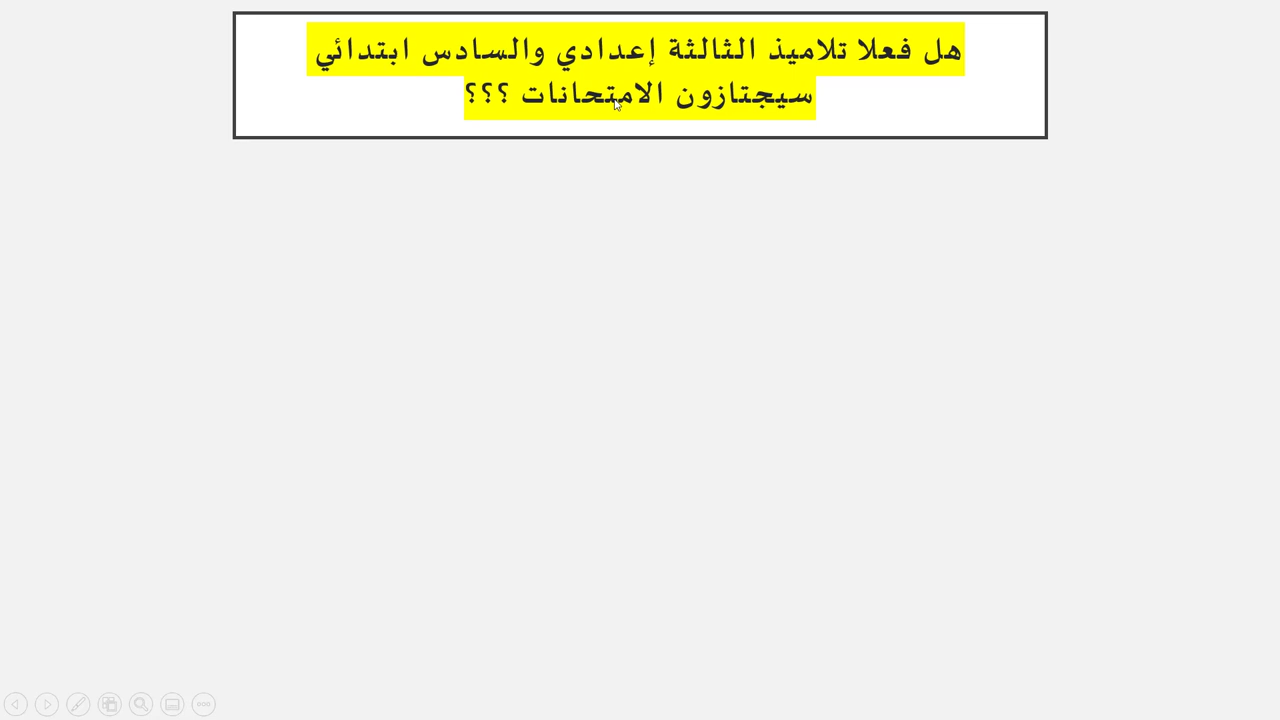 هل فعلا تلاميذ الثالثة إعدادي والسادس ابتدائي
سيجتازون الامتحانات ؟؟؟